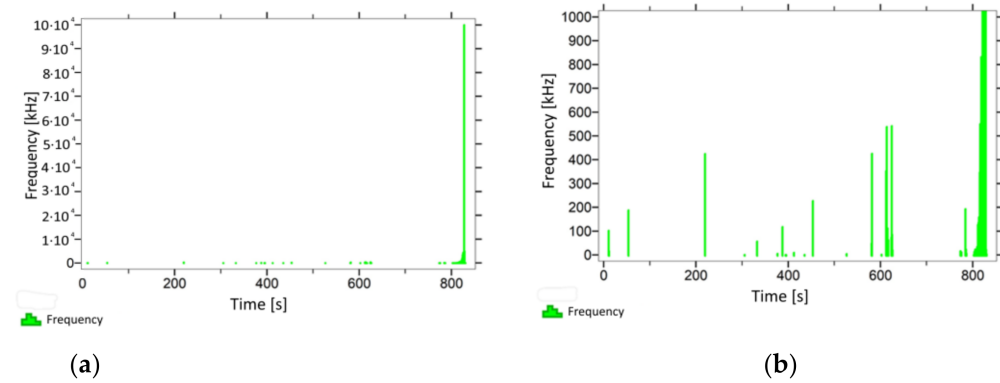 10·10⁴
9·10⁴
8·10⁴
7·10⁴
6·10⁴
5·10⁴
4·10⁴
3·10⁴
2·10⁴
1·10⁴
0
Frequency [kHz]
0 200 400 600 800
Time [s]
Frequency
(a)
1000
900
800
700
600
500
400
300
200
100
0
Frequency [kHz]
0 200 400 600 800
Time [s]
Frequency
(b)